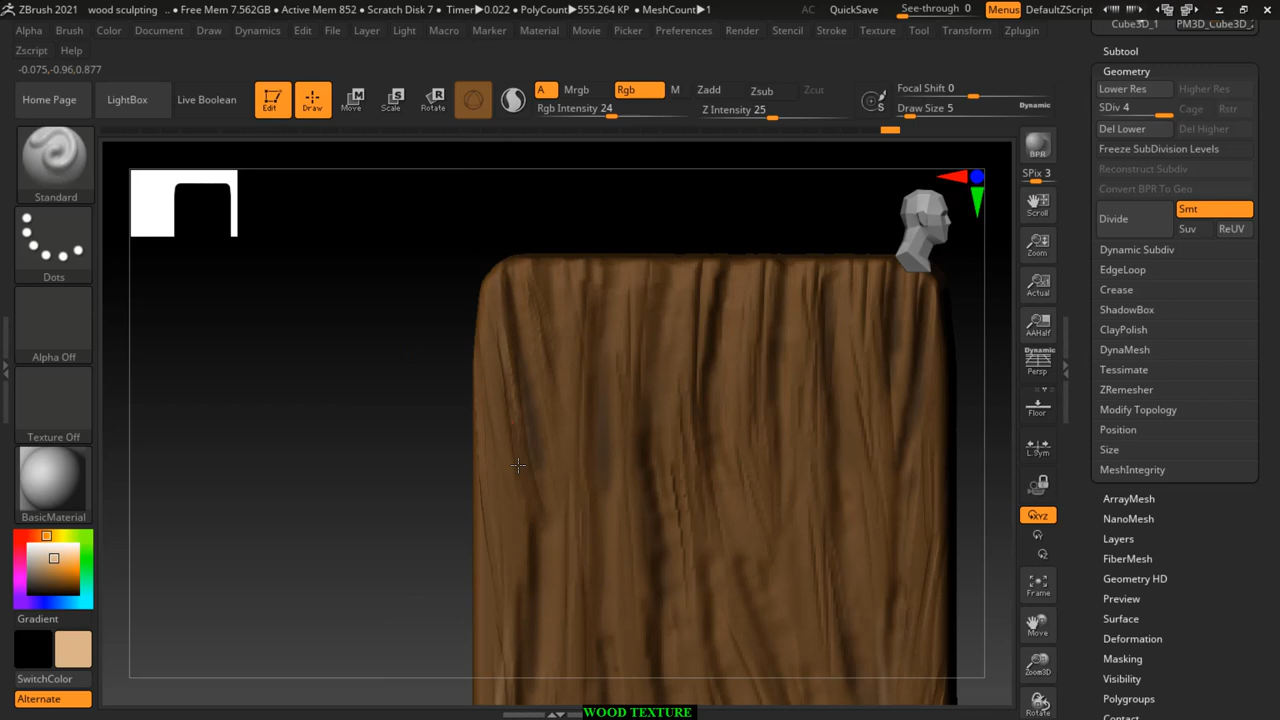 ZBrush 2021 wood sculpting .. • Free Mem 7.562GB • Active Mem 852 • Scratch Disk 7 • Timer▶0.022 • PolyCount▶555.264 KP • MeshCount▶1 AC QuickSave See-through 0 Menus DefaultZScript
Alpha Brush Color Document Draw Dynamics Edit File Layer Light Macro Marker Material Movie Picker Preferences Render Stencil Stroke Texture Tool Transform Zplugin
Zscript Help
-0.075,-0.96,0.877
Home Page LightBox Live Boolean Edit Draw Move Scale Rotate A Mrgb Rgb M Zadd Zsub Zcut Focal Shift 0
Rgb Intensity 24 Z Intensity 25 Draw Size 5 Dynamic
Standard
Dots
Alpha Off
Texture Off
BasicMaterial
Gradient
SwitchColor
Alternate
BPR
SPix 3
Scroll
Zoom
Actual
AAHalf
Dynamic
Persp
Floor
L.Sym
XYZ
Frame
Move
Zoom3D
Rotate
Cube3D_1 PM3D_Cube3D_
Subtool
Geometry
Lower Res Higher Res
SDiv 4 Cage Rstr
Del Lower Del Higher
Freeze SubDivision Levels
Reconstruct Subdiv
Convert BPR To Geo
Divide Smt
Suv ReUV
Dynamic Subdiv
EdgeLoop
Crease
ShadowBox
ClayPolish
DynaMesh
Tessimate
ZRemesher
Modify Topology
Position
Size
MeshIntegrity
ArrayMesh
NanoMesh
Layers
FiberMesh
Geometry HD
Preview
Surface
Deformation
Masking
Visibility
Polygroups
Contact
WOOD TEXTURE